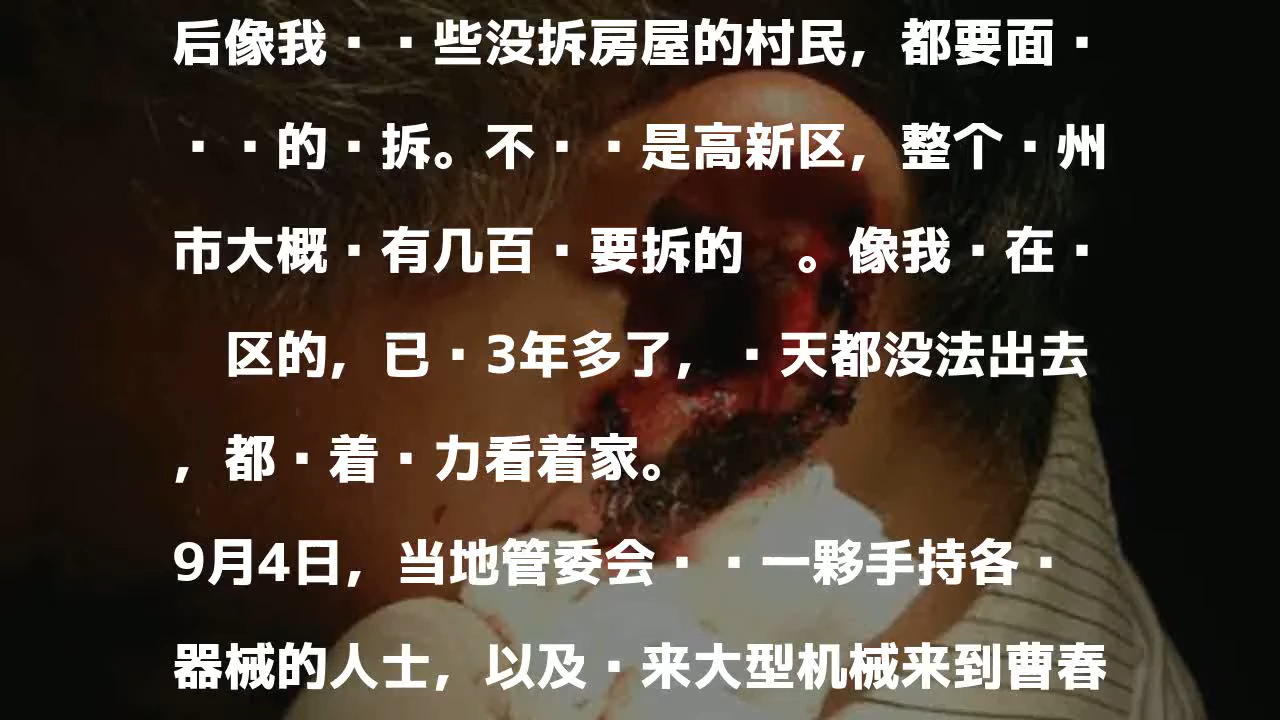 后像我··些没拆房屋的村民，都要面·
··的·拆。不··是高新区，整个·州
市大概·有几百·要拆的　。像我·在·
　区的，已·3年多了，·天都没法出去
，都·着·力看着家。
9月4日，当地管委会··一夥手持各·
器械的人士，以及·来大型机械来到曹春